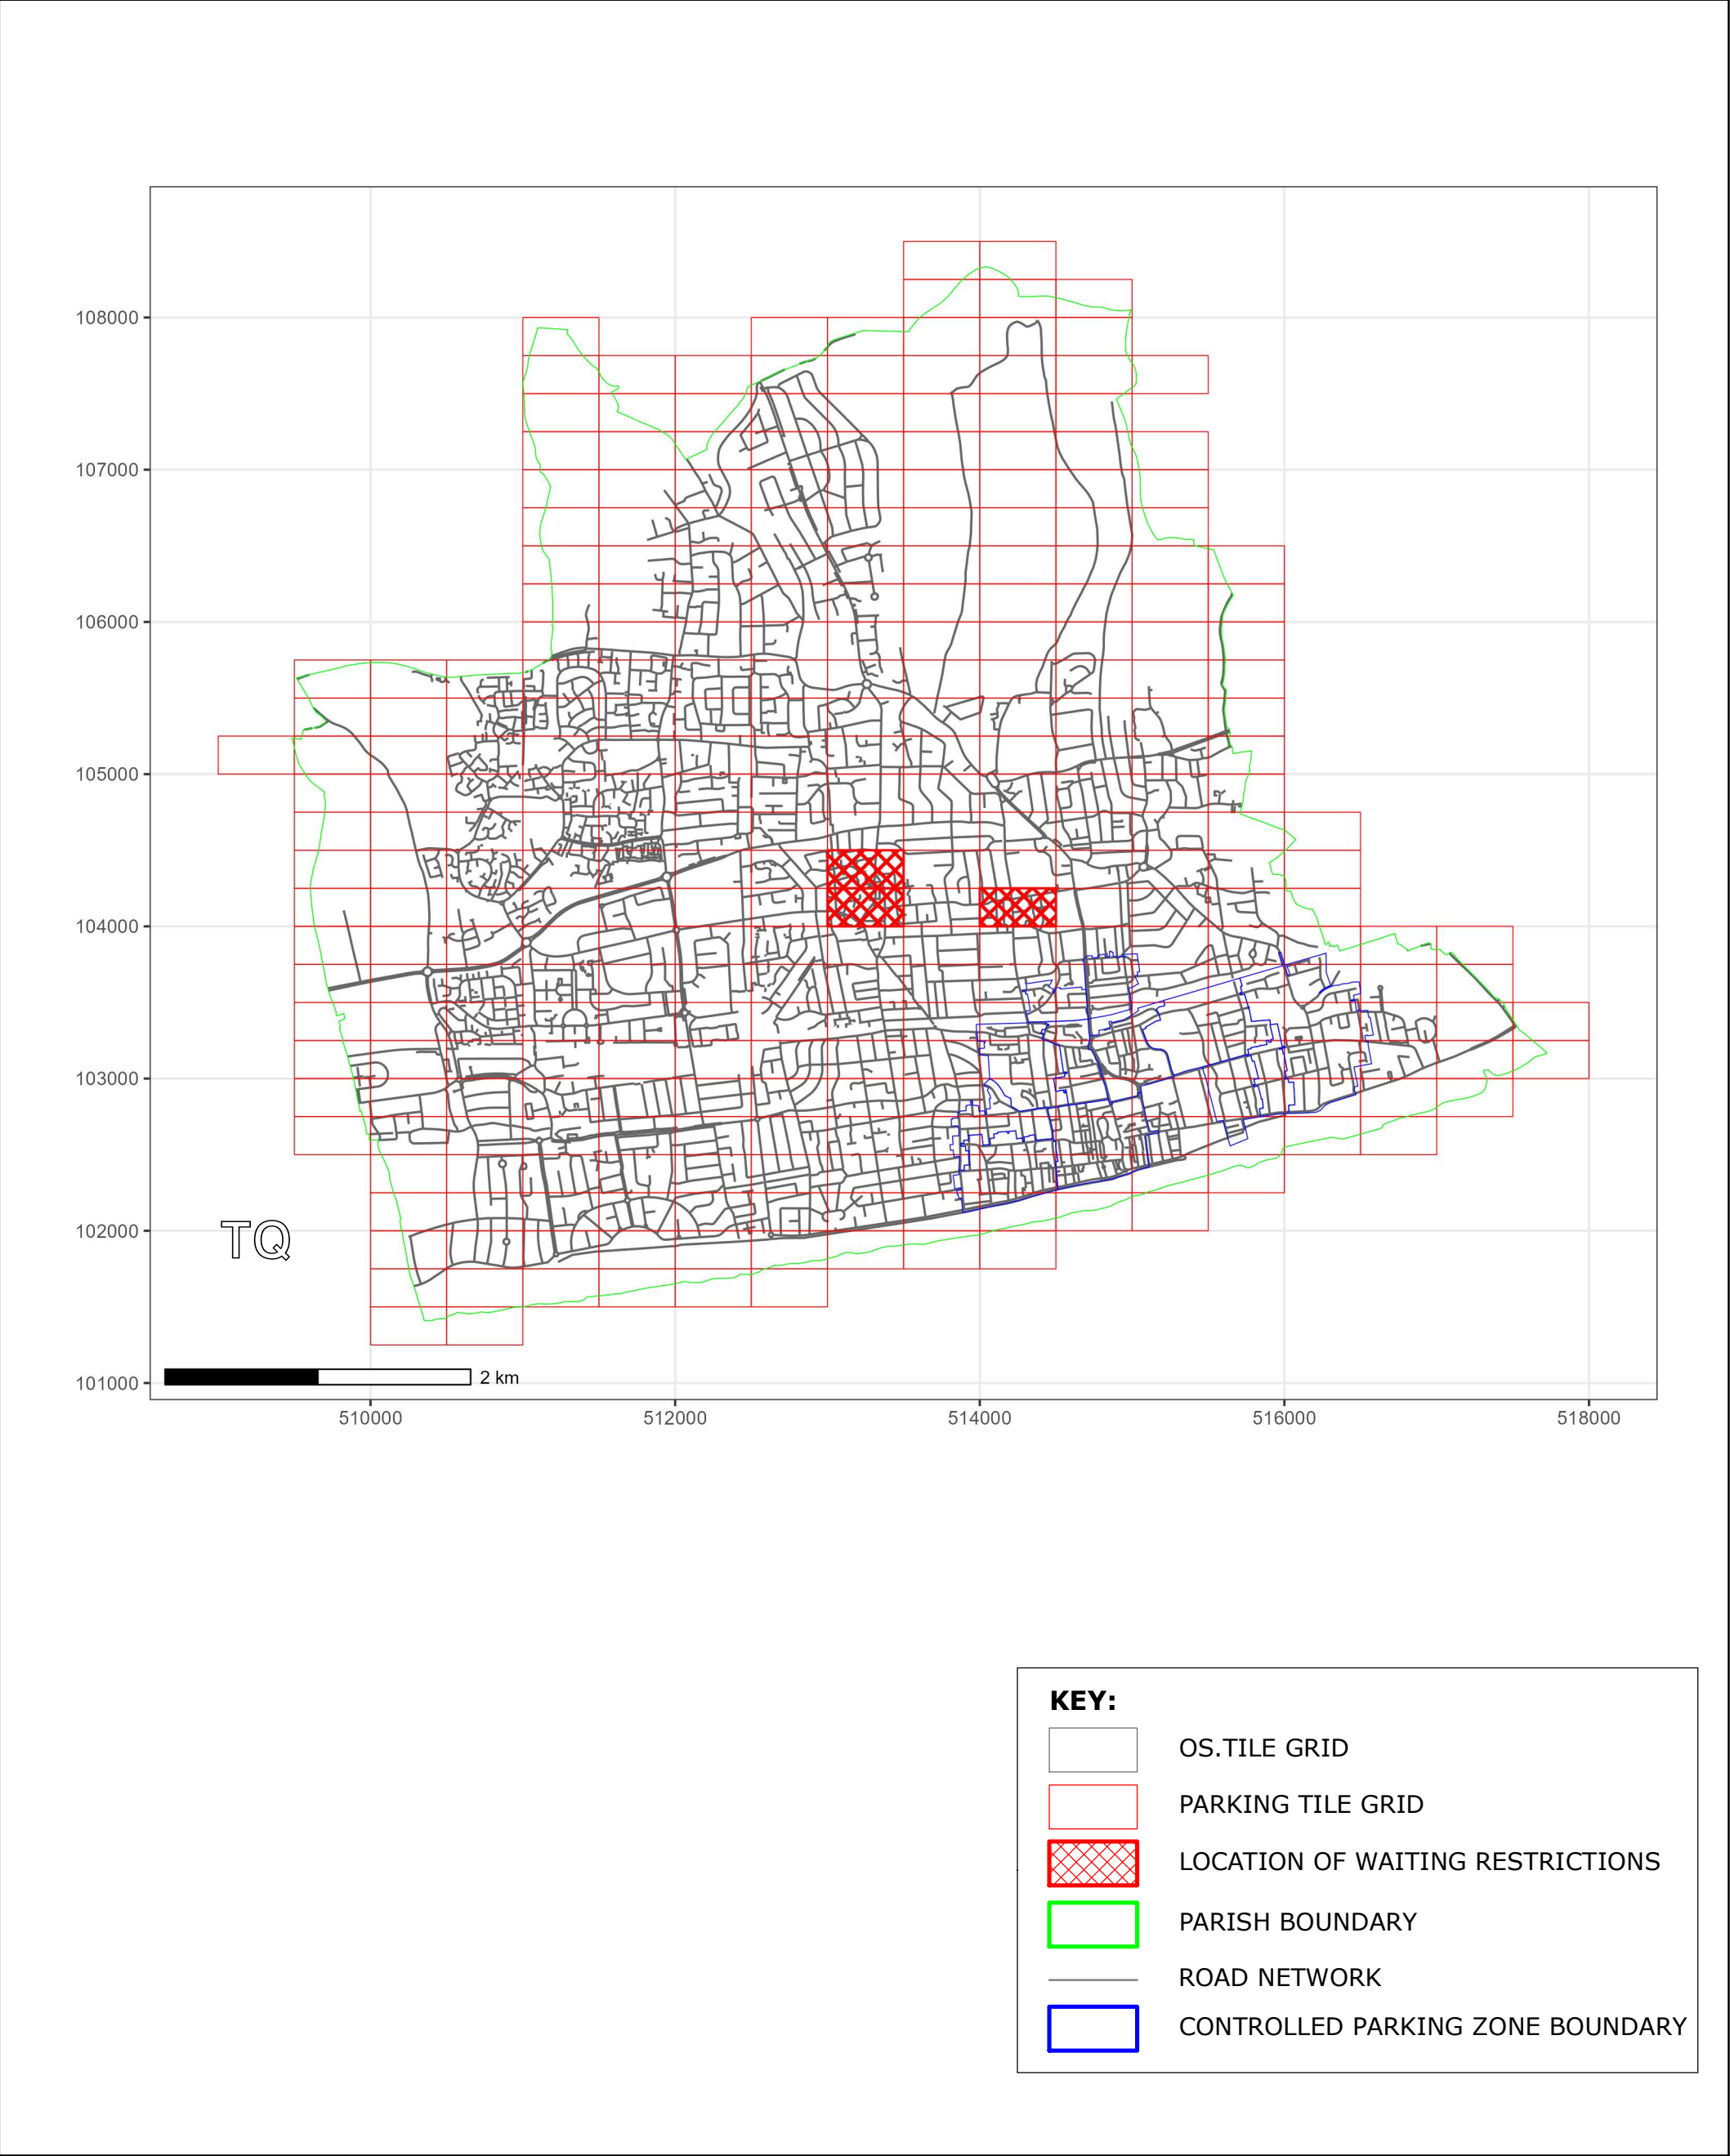 108000
107000
106000
105000
104000
103000
102000
101000
TQ
2 km
510000 512000 514000 516000 518000
KEY:
OS.TILE GRID
PARKING TILE GRID
LOCATION OF WAITING RESTRICTIONS
PARISH BOUNDARY
ROAD NETWORK
CONTROLLED PARKING ZONE BOUNDARY